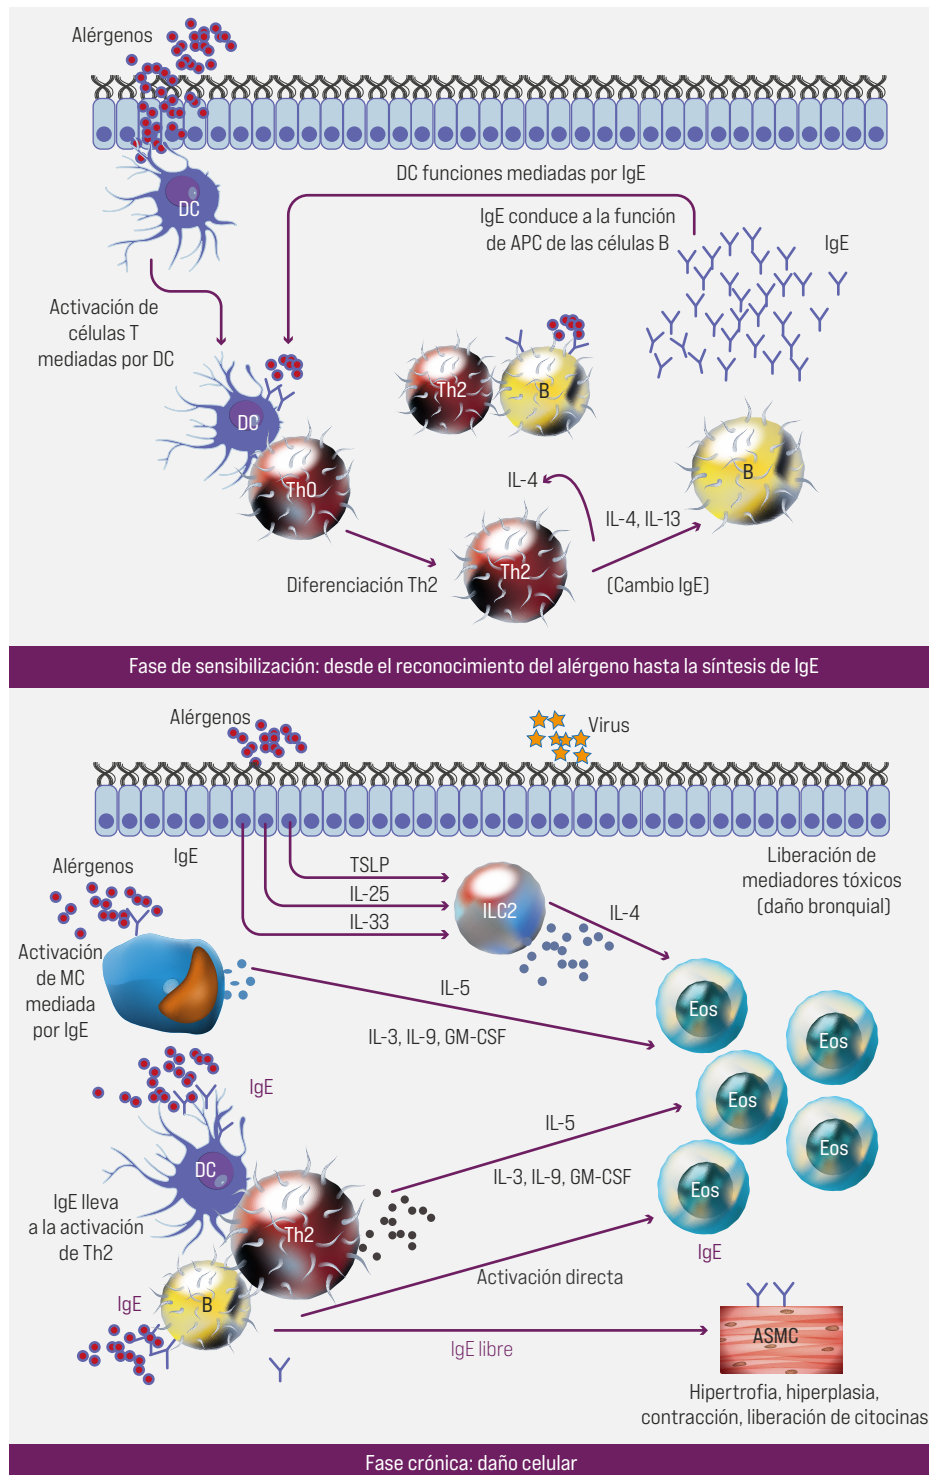 Alérgenos
DC
DC funciones mediadas por IgE
IgE conduce a la función
de APC de las células B
IgE
Activación de
células T
mediadas por DC
DC
Th0
Th2
B
B
IL-4
IL-4, IL-13
Th2
Diferenciación Th2
(Cambio IgE)
Fase de sensibilización: desde el reconocimiento del alérgeno hasta la síntesis de IgE
Alérgenos
Virus
IgE
Alérgenos
TSLP
IL-25
IL-33
ILC2
IL-4
Liberación de
mediadores tóxicos
(daño bronquial)
Activación
de MC
mediada
por IgE
IL-5
IL-3, IL-9, GM-CSF
Eos
Eos
Eos
Eos
Eos
IgE
IgE
DC
IgE lleva
a la activación
de Th2
Th2
IL-5
IL-3, IL-9, GM-CSF
Activación directa
IgE
B
IgE libre
ASMC
Hipertrofia, hiperplasia,
contracción, liberación de citocinas
Fase crónica: daño celular